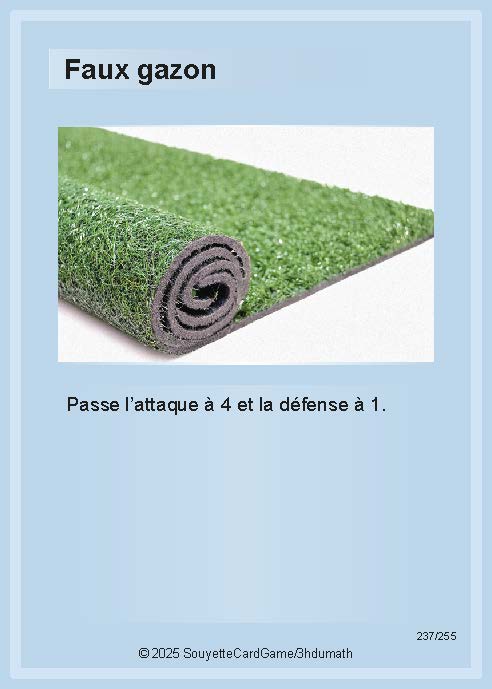 Faux gazon
Passe l’attaque à 4 et la défense à 1.
237/255
© 2025 SouyetteCardGame/3hdumath